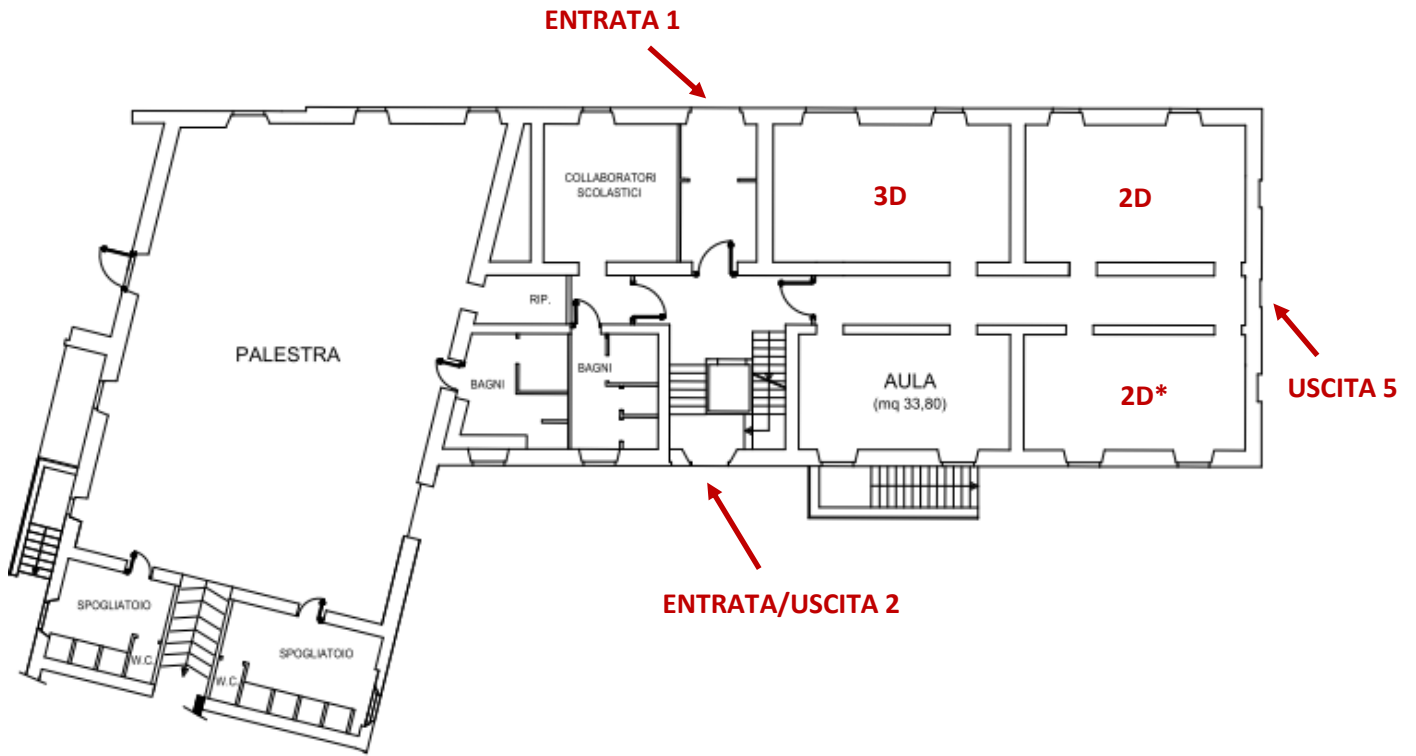 ENTRATA 1
COLLABORATORI
SCOLASTICI
3D
2D
RIP.
PALESTRA
BAGNI
BAGNI
AULA
(mq 33,80)
2D*
USCITA 5
ENTRATA/USCITA 2
SPOGLIATOIO
W.C.
SPOGLIATOIO
W.C.